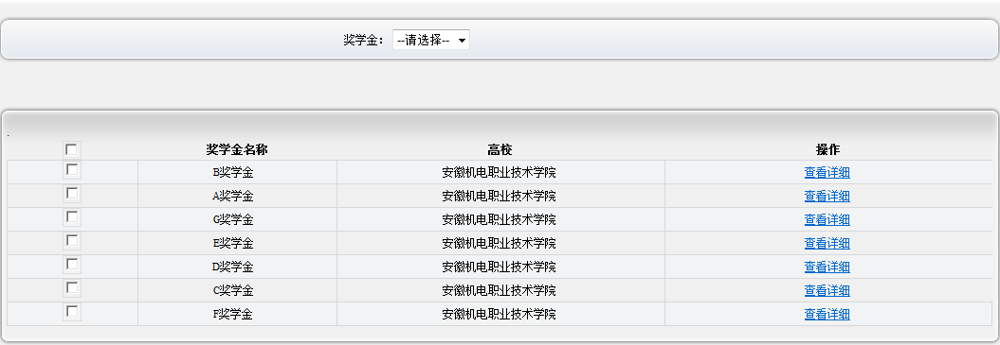 奖学金： --请选择--
.
奖学金名称 高校 操作
B奖学金 安徽机电职业技术学院 查看详细
A奖学金 安徽机电职业技术学院 查看详细
G奖学金 安徽机电职业技术学院 查看详细
E奖学金 安徽机电职业技术学院 查看详细
D奖学金 安徽机电职业技术学院 查看详细
C奖学金 安徽机电职业技术学院 查看详细
F奖学金 安徽机电职业技术学院 查看详细